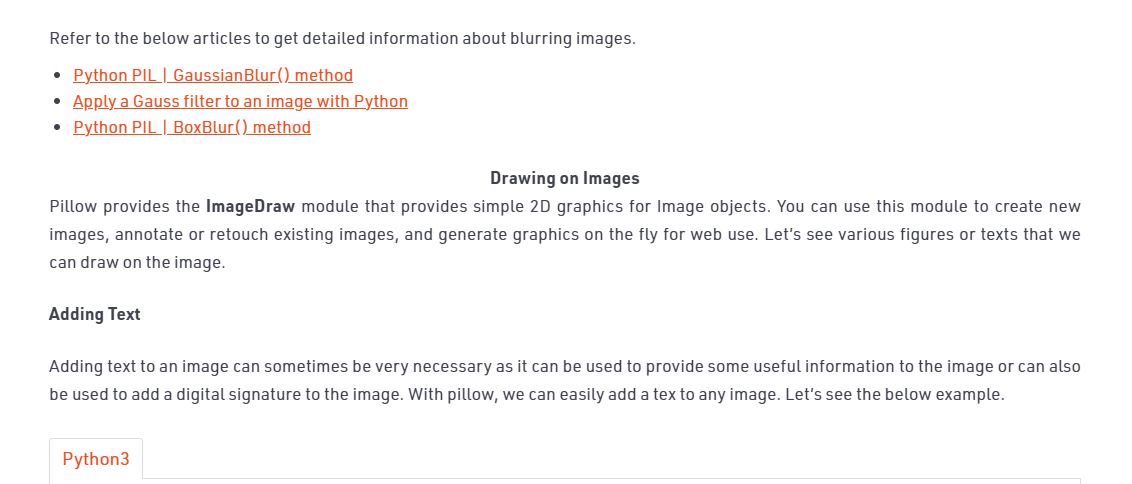 Refer to the below articles to get detailed information about blurring images.
Python PIL | GaussianBlur() method
Apply a Gauss filter to an image with Python
Python PIL | BoxBlur() method
Drawing on Images
Pillow provides the ImageDraw module that provides simple 2D graphics for Image objects. You can use this module to create new
images, annotate or retouch existing images, and generate graphics on the fly for web use. Let’s see various figures or texts that we
can draw on the image.
Adding Text
Adding text to an image can sometimes be very necessary as it can be used to provide some useful information to the image or can also
be used to add a digital signature to the image. With pillow, we can easily add a tex to any image. Let’s see the below example.
Python3